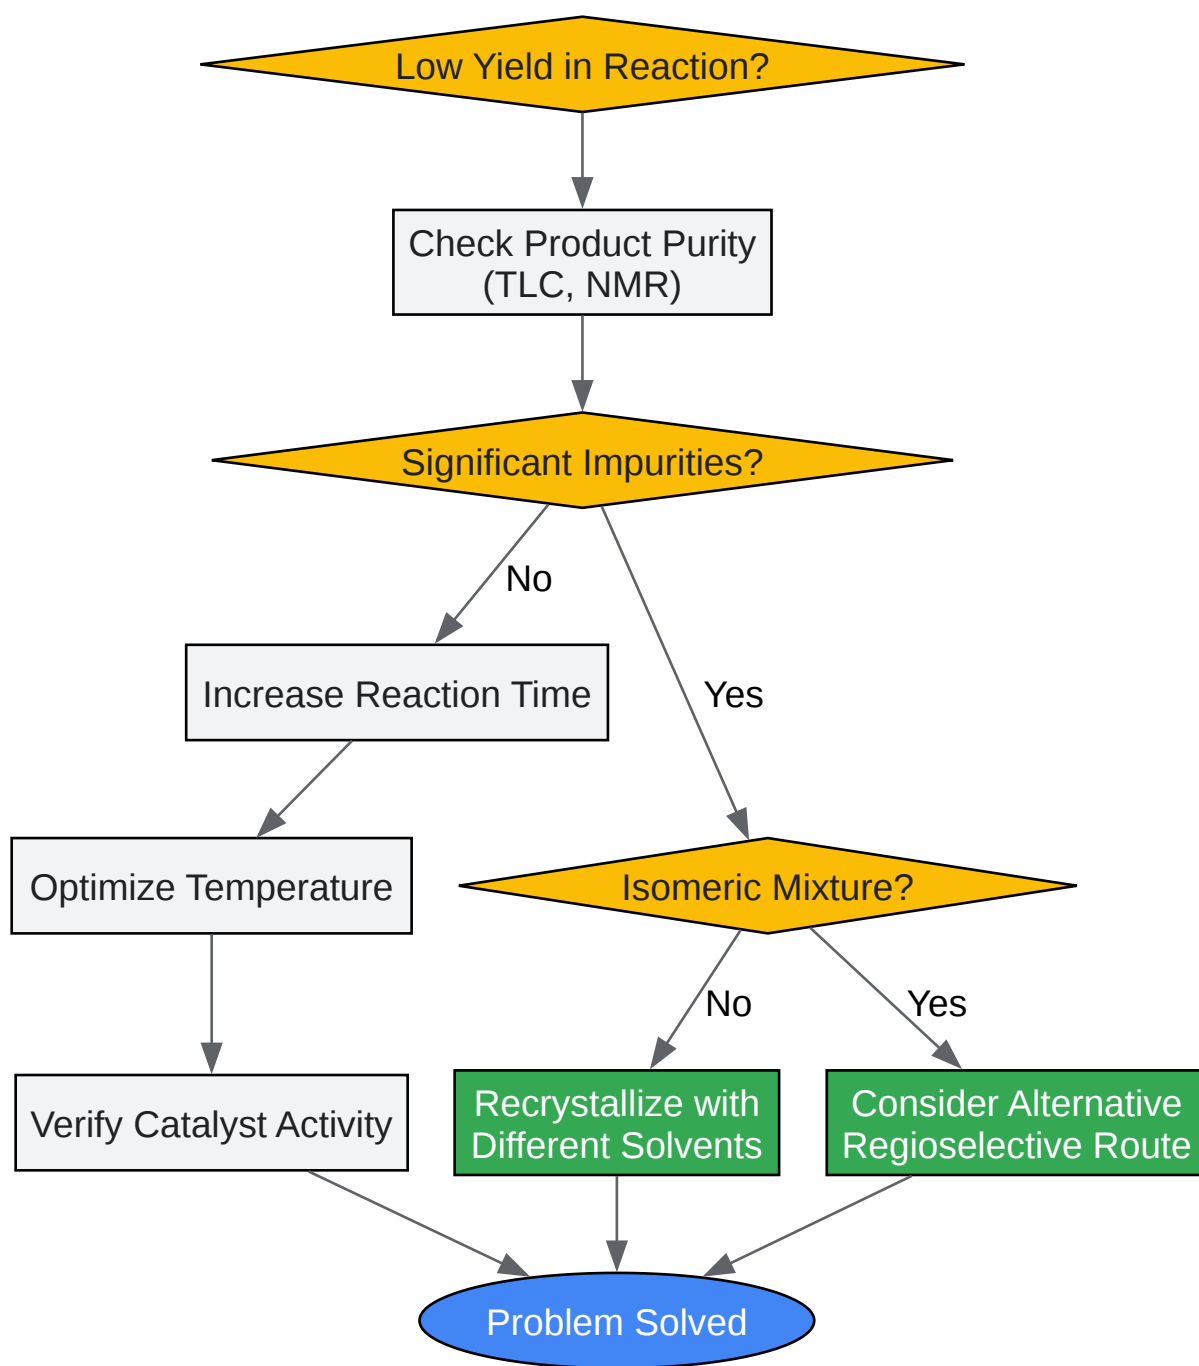 Low Yield in Reaction?
Check Product Purity
(TLC, NMR)
Significant Impurities?
No
Increase Reaction Time
Yes
Optimize Temperature
Isomeric Mixture?
No
Yes
Verify Catalyst Activity
Recrystallize with
Different Solvents
Consider Alternative
Regioselective Route
Problem Solved